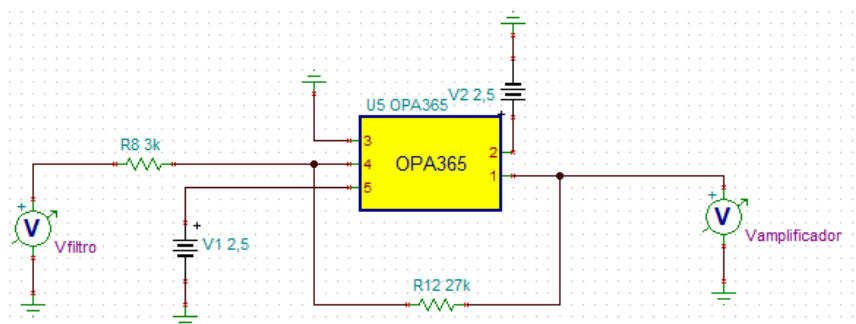 V2 2,5
+
U5 OPA365
3
4
5
OPA365
2
1
R8 3k
+
V
Vfiltro
+
V1 2,5
+
V
Vamplificador
R12 27k